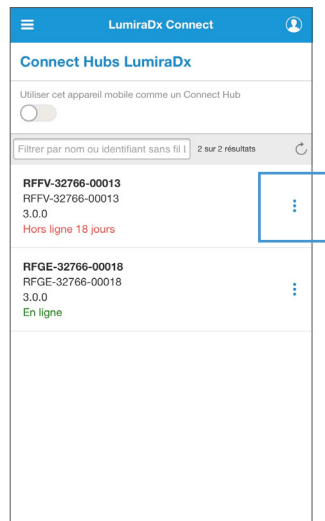 LumiraDx Connect
Connect Hubs LumiraDx
Utiliser cet appareil mobile comme un Connect Hub
Filtrer par nom ou identifiant sans fil L 2 sur 2 résultats
RFFV-32766-00013
RFFV-32766-00013
3.0.0
Hors ligne 18 jours
RFGE-32766-00018
RFGE-32766-00018
3.0.0
En ligne